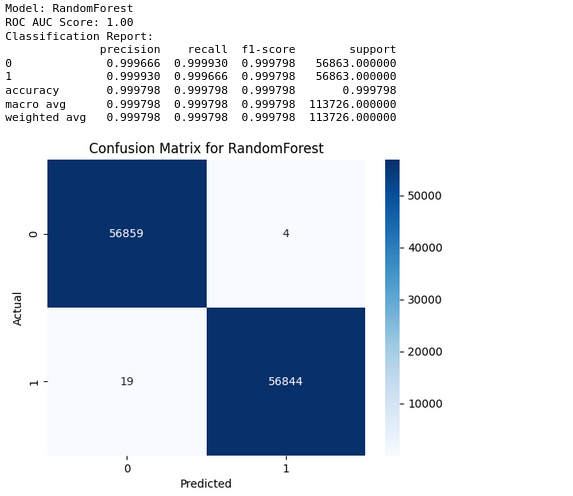 Model: RandomForest
ROC AUC Score: 1.00
Classification Report:
precision recall f1-score support
0 0.999666 0.999930 0.999798 56863.000000
1 0.999930 0.999666 0.999798 56863.000000
accuracy 0.999798 0.999798 0.999798 0.999798
macro avg 0.999798 0.999798 0.999798 113726.000000
weighted avg 0.999798 0.999798 0.999798 113726.000000
Confusion Matrix for RandomForest
50000
0 56859 4
40000
Actual
30000
20000
1 19 56844
10000
0 1
Predicted